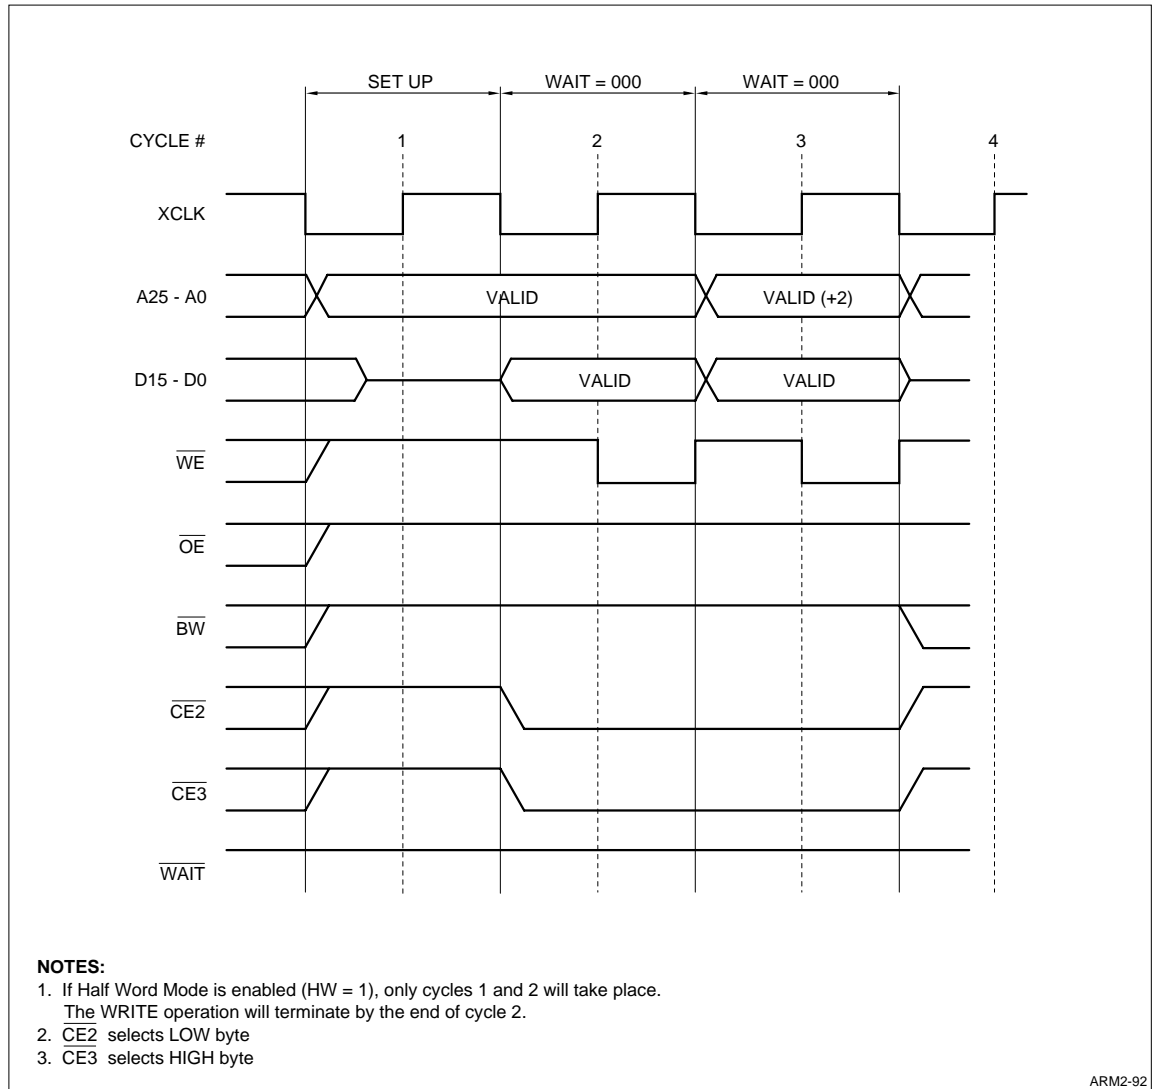 SET UP WAIT = 000 WAIT = 000
CYCLE # 1 2 3 4
XCLK
A25 - A0 VALID VALID (+2)
D15 - D0 VALID VALID
WE
OE
BW
CE2
CE3
WAIT
NOTES:
1. If Half Word Mode is enabled (HW = 1), only cycles 1 and 2 will take place.
The WRITE operation will terminate by the end of cycle 2.
2. CE2 selects LOW byte
3. CE3 selects HIGH byte
ARM2-92